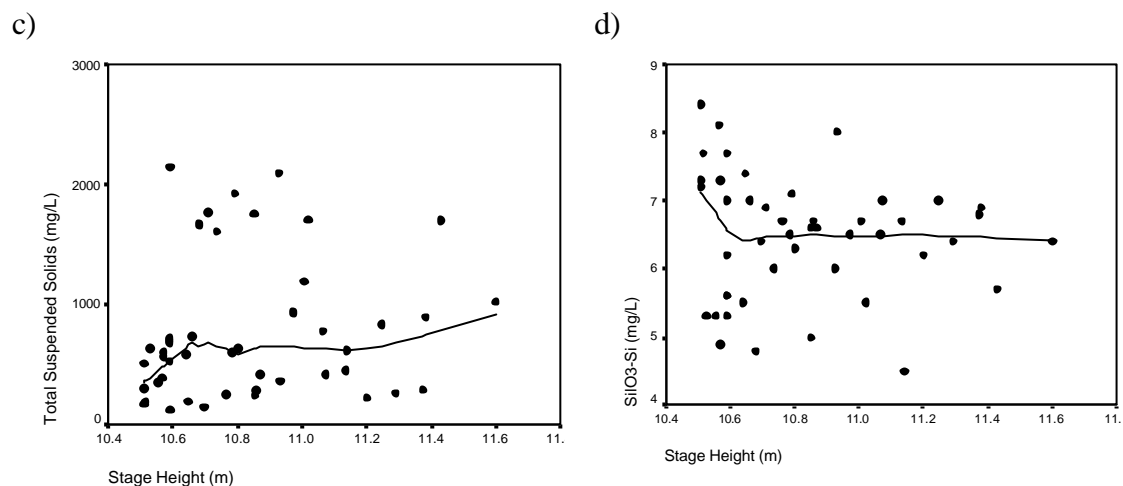 c)
3000
2000
1000
0
Total Suspended Solids (mg/L)
10.4 10.6 10.8 11.0 11.2 11.4 11.6 11.
Stage Height (m)
d)
9
8
7
6
5
4
SiIO3-Si (mg/L)
10.4 10.6 10.8 11.0 11.2 11.4 11.6 11.
Stage Height (m)